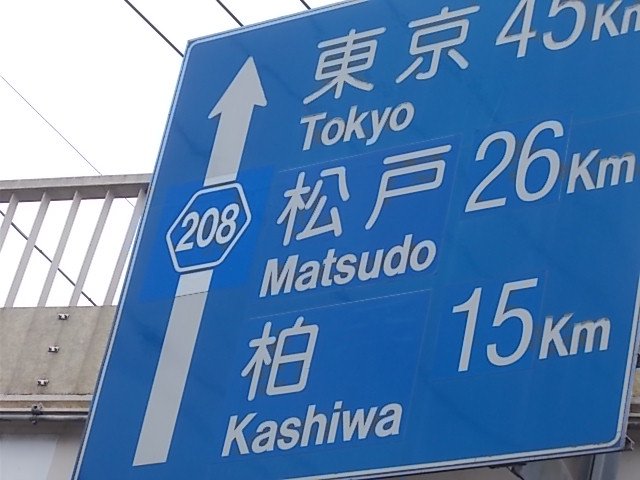 東京 45Km
Tokyo
208
松戸 26Km
Matsudo
柏 15Km
Kashiwa